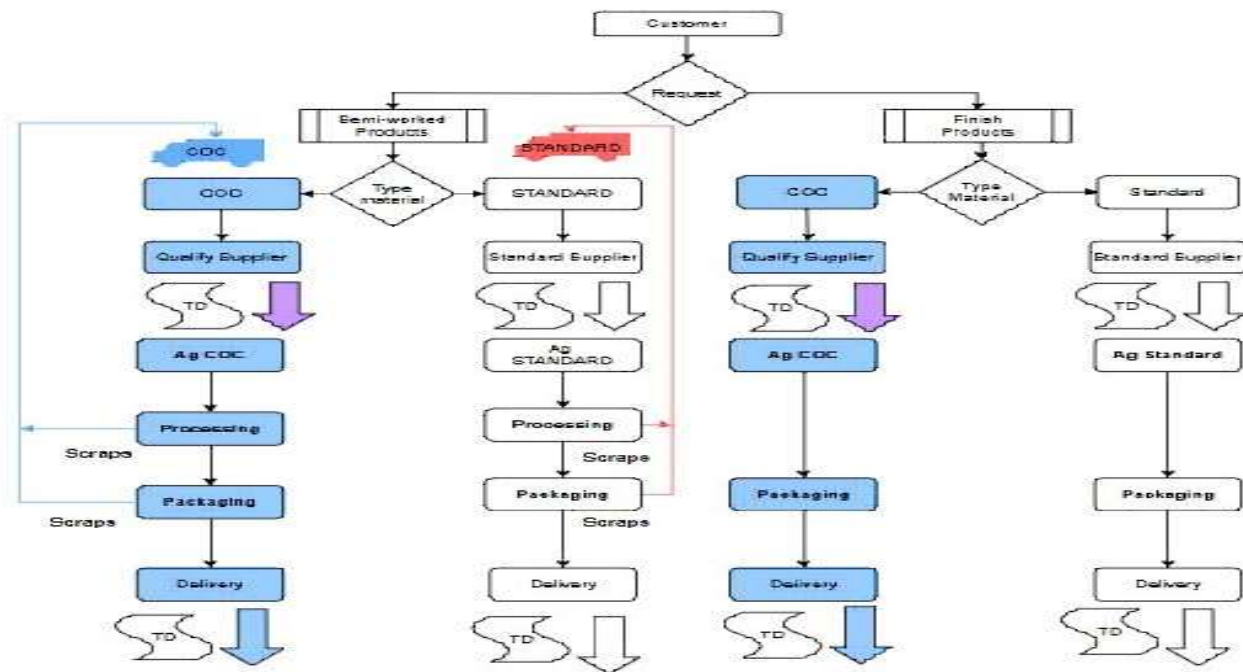 Customer
Request
Semi-worked
Products
Finish
Products
COC
STANDARD
COC
Type
material
STANDARD
COC
Type
Material
Standard
Qualify Supplier
Standard Supplier
Qualify Supplier
Standard Supplier
TD
TD
TD
TD
Ag COC
Ag
STANDARD
Ag COC
Ag Standard
Processing
Processing
Scraps
Scraps
Packaging
Packaging
Packaging
Packaging
Scraps
Scraps
Delivery
Delivery
Delivery
Delivery
TD
TD
TD
TD